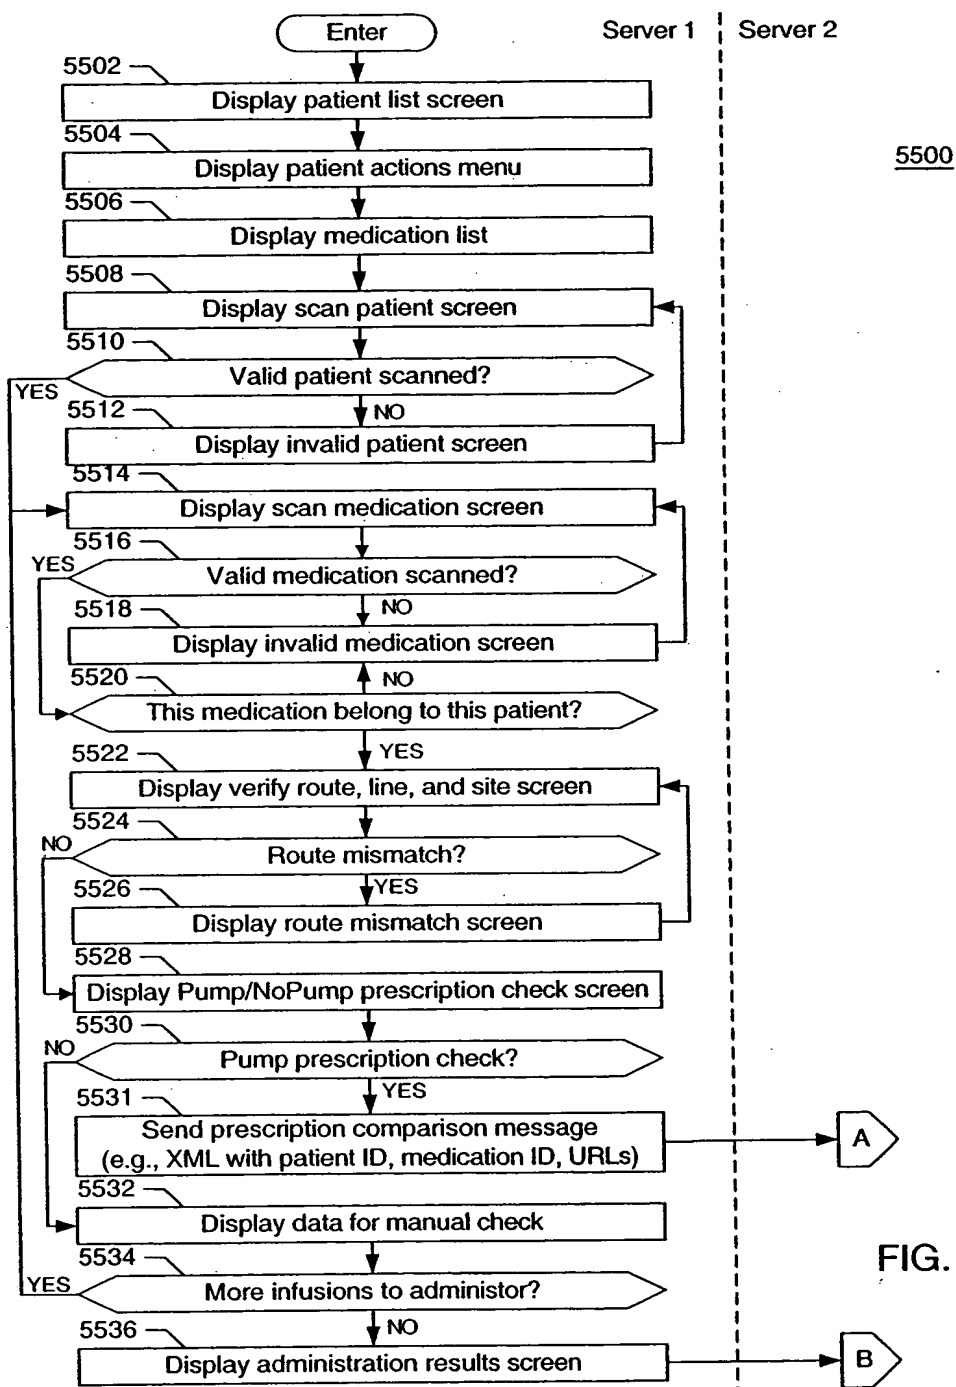 Enter
Server 1
Server 2
5502
Display patient list screen
5504
Display patient actions menu
5500
5506
Display medication list
5508
Display scan patient screen
5510
Valid patient scanned?
YES
NO
5512
Display invalid patient screen
5514
Display scan medication screen
5516
YES
Valid medication scanned?
NO
5518
Display invalid medication screen
5520
NO
This medication belong to this patient?
5522
YES
Display verify route, line, and site screen
5524
NO
Route mismatch?
YES
5526
Display route mismatch screen
5528
Display Pump/NoPump prescription check screen
5530
NO
Pump prescription check?
YES
5531
Send prescription comparison message
(e.g., XML with patient ID, medication ID, URLs)
A
5532
Display data for manual check
5534
YES
More infusions to administor?
FIG.
NO
5536
Display administration results screen
B